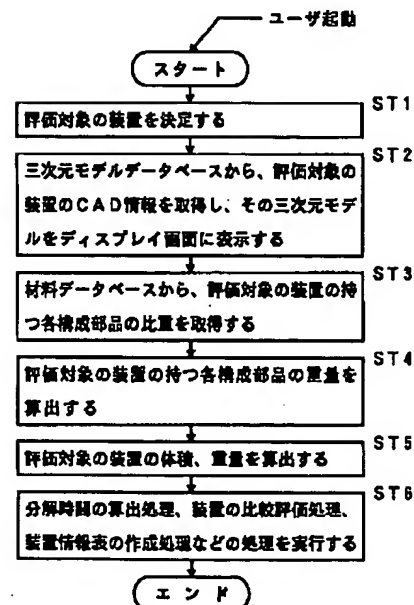 ユーザ起動
スタート
ST1
評価対象の装置を決定する
ST2
三次元モデルデータベースから、評価対象の
装置のCAD情報を取得し、その三次元モデ
ルをディスプレイ画面に表示する
ST3
材料データベースから、評価対象の装置の持
つ各構成部品の比重を取得する
ST4
評価対象の装置の持つ各構成部品の重量を
算出する
ST5
評価対象の装置の体積、重量を算出する
ST6
分解時間の算出処理、装置の比較評価処理、
装置情報表の作成処理などの処理を実行する
エンド